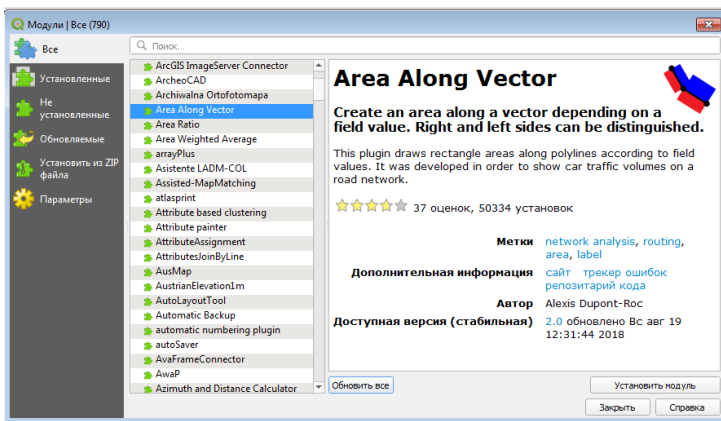 Модули | Все (790)
Все
Установленные
Не
установленные
Обновляемые
Установить из ZIP
файла
Параметры
Поиск...
ArcGIS ImageServer Connector
ArcheoCAD
Archiwalna Ortofotomapa
Area Along Vector
Area Ratio
Area Weighted Average
arrayPlus
Asistente LADM-COL
Assisted-MapMatching
atlasprint
Attribute based clustering
Attribute painter
AttributeAssignment
AttributesJoinByLine
AusMap
AustrianElevation1m
AutoLayoutTool
Automatic Backup
automatic numbering plugin
autoSaver
AvaFrameConnector
AwaP
Azimuth and Distance Calculator
Area Along Vector
Create an area along a vector depending on a
field value. Right and left sides can be distinguished.
This plugin draws rectangle areas along polylines according to field
values. It was developed in order to show car traffic volumes on a
road network.
37 оценок, 50334 установок
Метки network analysis, routing,
area, label
Дополнительная информация сайт трекер ошибок
репозитарий кода
Автор Alexis Dupont-Roc
Доступная версия (стабильная) 2.0 обновлено Вс авг 19
12:31:44 2018
Обновить все
Установить модуль
Закрыть
Справка